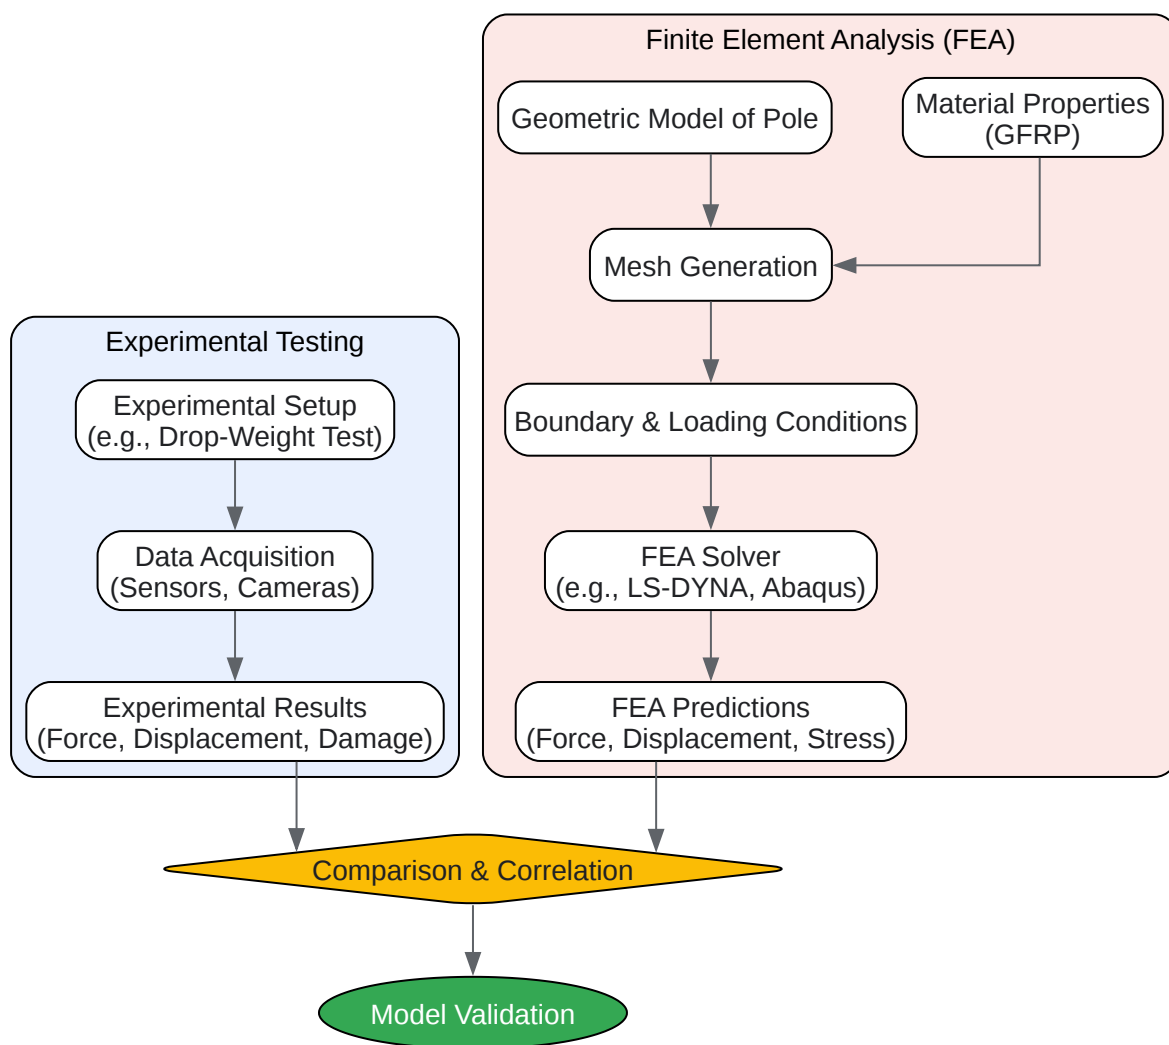 Finite Element Analysis (FEA)
Geometric Model of Pole
Material Properties
(GFRP)
Mesh Generation
Boundary & Loading Conditions
FEA Solver
(e.g., LS-DYNA, Abaqus)
FEA Predictions
(Force, Displacement, Stress)
Experimental Testing
Experimental Setup
(e.g., Drop-Weight Test)
Data Acquisition
(Sensors, Cameras)
Experimental Results
(Force, Displacement, Damage)
Comparison & Correlation
Model Validation